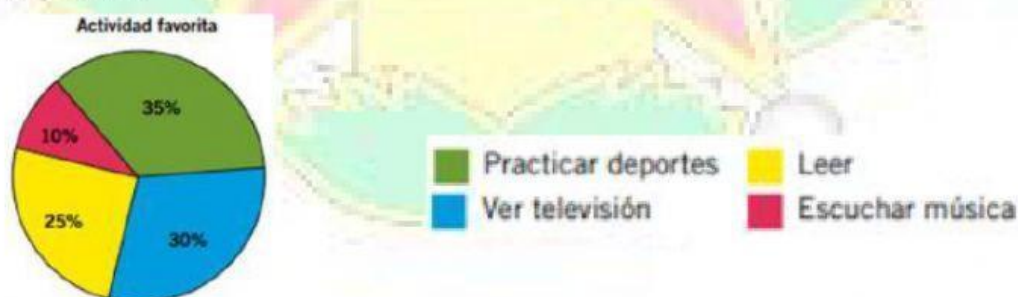 Actividad favorita
35%
10%
25%
30%
Practicar deportes
Leer
Ver televisión
Escuchar música